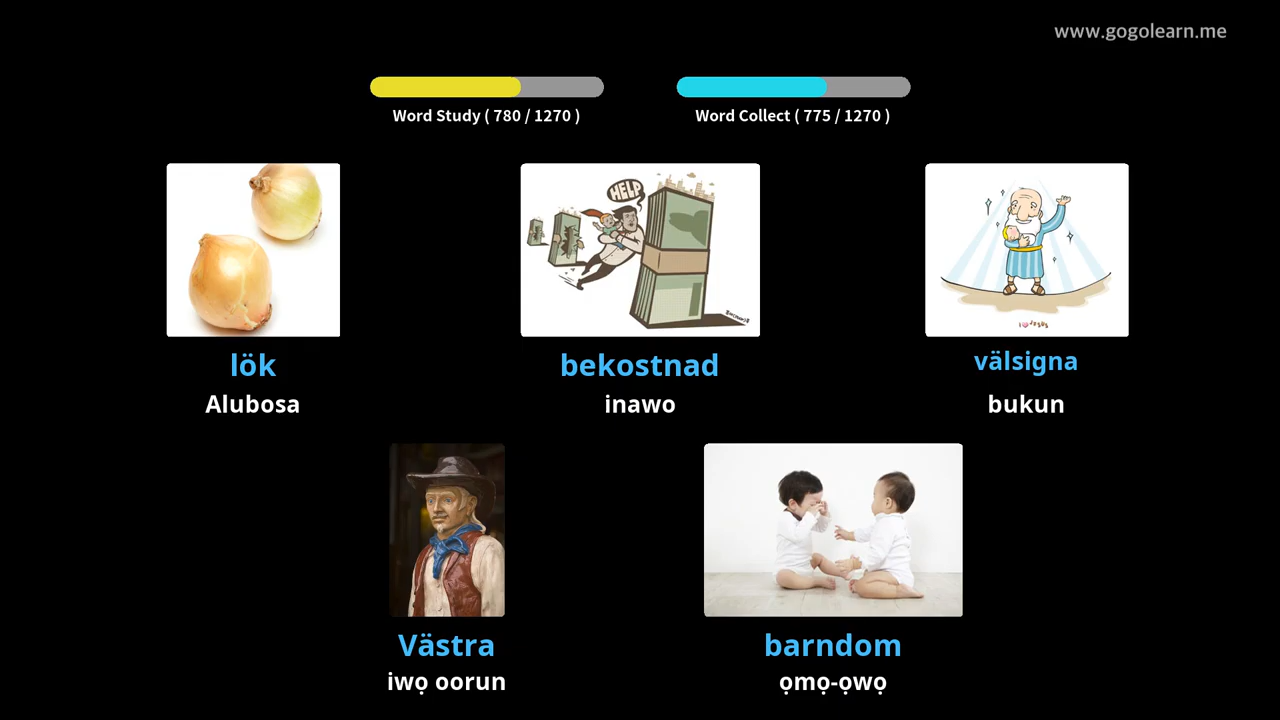 www.gogolearn.me
Word Study ( 780 / 1270 )
Word Collect ( 775 / 1270 )
HELP
lök
Alubosa
bekostnad
inawo
välsigna
bukun
Västra
iwọ oorun
barndom
ọmọ-ọwọ